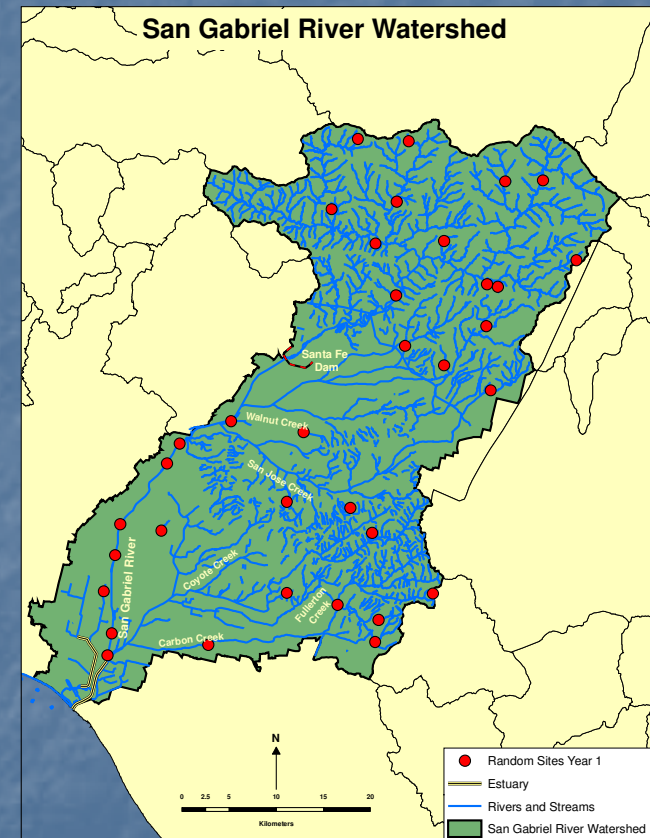 San Gabriel River Watershed
Santa Fe
Dam
Walnut Creek
San Jose Creek
San Gabriel River
Coyote Creek
Fullerton
Creek
Carbon Creek
N
0 2.5 5 10 15 20
Kilometers
Random Sites Year 1
Estuary
Rivers and Streams
San Gabriel River Watershed